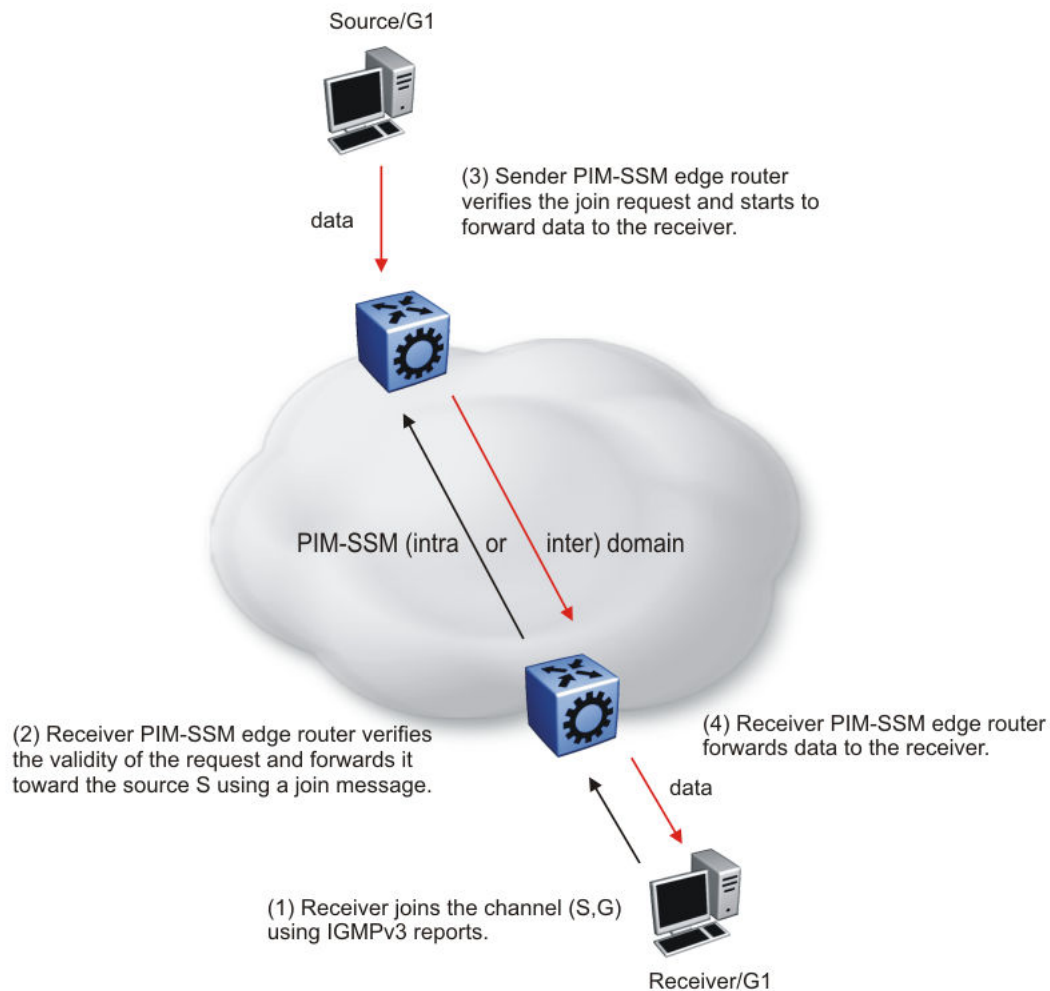 Source/G1
(3) Sender PIM-SSM edge router
verifies the join request and starts to
forward data to the receiver.
data
PIM-SSM (intra or inter) domain
(2) Receiver PIM-SSM edge router verifies
the validity of the request and forwards it
toward the source S using a join message.
(4) Receiver PIM-SSM edge router
forwards data to the receiver.
data
(1) Receiver joins the channel (S,G)
using IGMPv3 reports.
Receiver/G1